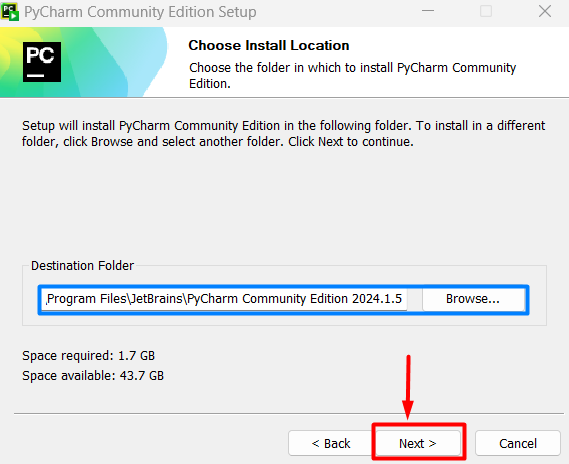 PyCharm Community Edition Setup
PC
Choose Install Location
Choose the folder in which to install PyCharm Community
Edition.
Setup will install PyCharm Community Edition in the following folder. To install in a different
folder, click Browse and select another folder. Click Next to continue.
Destination Folder
Program Files\JetBrains\PyCharm Community Edition 2024.1.5 Browse...
Space required: 1.7 GB
Space available: 43.7 GB
< Back Next > Cancel